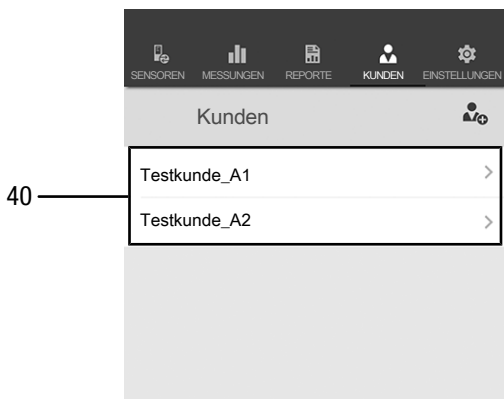 SENSOREN MESSUNGEN REPORTE KUNDEN EINSTELLUNGEN
Kunden
Testkunde_A1
40
Testkunde_A2